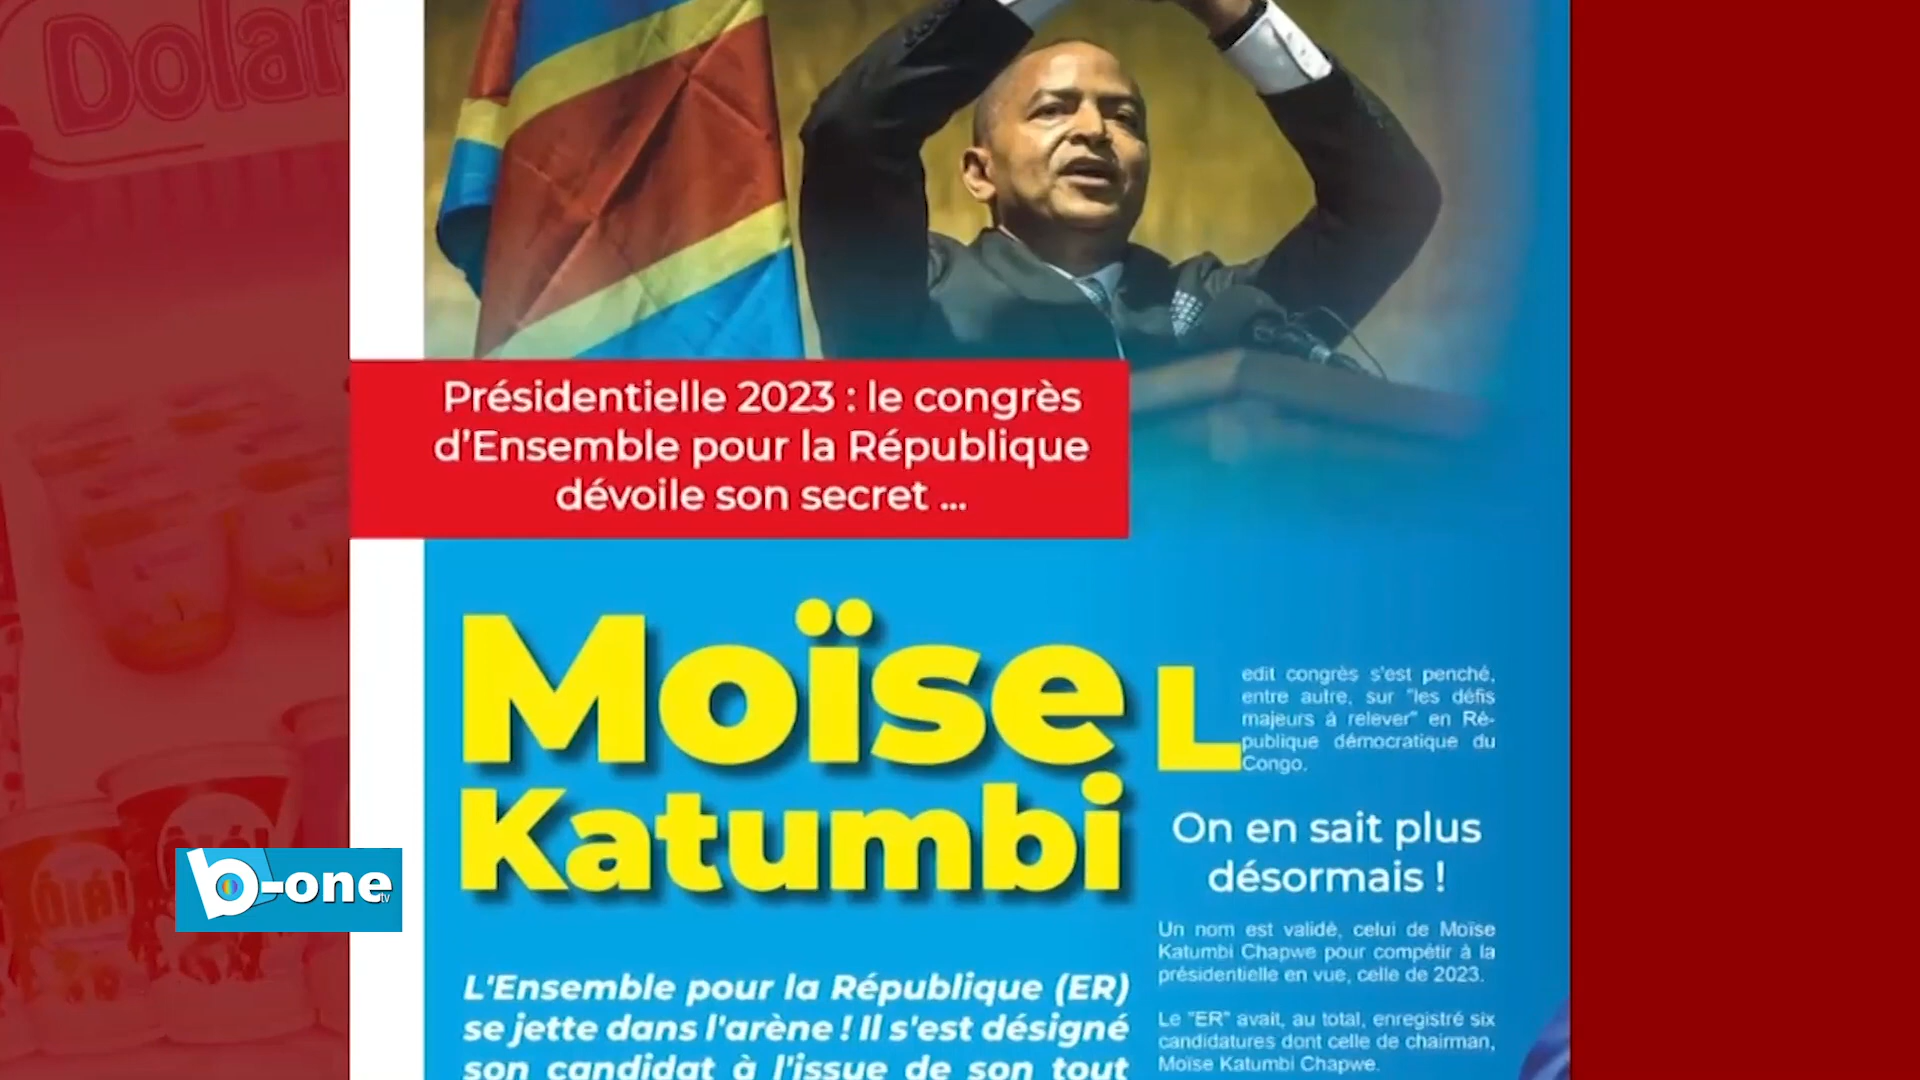 Dolait
Présidentielle 2023 : le congrès
d'Ensemble pour la République
dévoile son secret ...
Moïse
Katumbi
L'Ensemble pour la République (ER)
se jette dans l'arène ! Il s'est désigné
son candidat à l'issue de son tout
L
edit congrès s'est penché,
entre autre, sur "les défis
majeurs à relever" en Ré-
publique démocratique du
Congo.
On en sait plus
désormais !
Un nom est validé, celui de Moïse
Katumbi Chapwe pour compétir à la
présidentielle en vue, celle de 2023.
Le "ER" avait, au total, enregistré six
candidatures dont celle de chairman,
Moïse Katumbi Chapwe.
OLÁ!
OLÁ!
b-one
tv